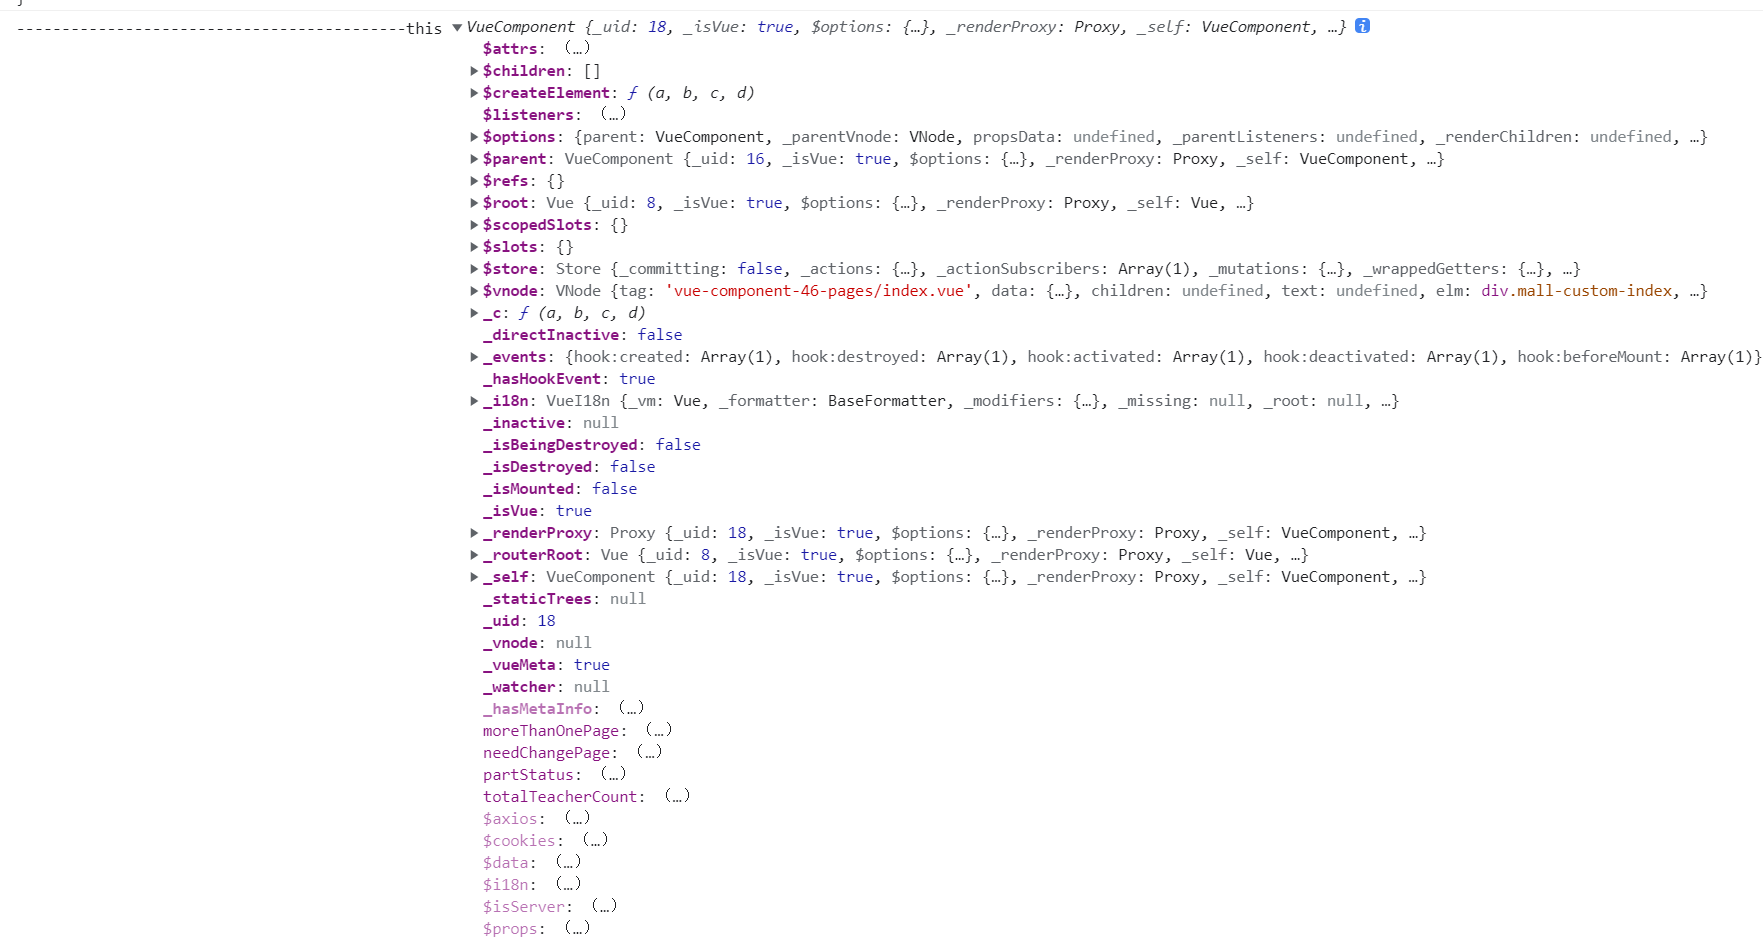 }
-------------------------------------------this ▼VueComponent {_uid: 18, _isVue: true, $options: {…}, _renderProxy: Proxy, _self: VueComponent, …} i
$attrs: (…)
▶$children: []
▶$createElement: ƒ (a, b, c, d)
$listeners: (…)
▶$options: {parent: VueComponent, _parentVnode: VNode, propsData: undefined, _parentListeners: undefined, _renderChildren: undefined, …}
▶$parent: VueComponent {_uid: 16, _isVue: true, $options: {…}, _renderProxy: Proxy, _self: VueComponent, …}
▶$refs: {}
▶$root: Vue {_uid: 8, _isVue: true, $options: {…}, _renderProxy: Proxy, _self: Vue, …}
▶$scopedSlots: {}
▶$slots: {}
▶$store: Store {_committing: false, _actions: {…}, _actionSubscribers: Array(1), _mutations: {…}, _wrappedGetters: {…}, …}
▶$vnode: VNode {tag: 'vue-component-46-pages/index.vue', data: {…}, children: undefined, text: undefined, elm: div.mall-custom-index, …}
▶_c: ƒ (a, b, c, d)
_directInactive: false
▶_events: {hook:created: Array(1), hook:destroyed: Array(1), hook:activated: Array(1), hook:deactivated: Array(1), hook:beforeMount: Array(1)}
_hasHookEvent: true
▶_i18n: VueI18n {_vm: Vue, _formatter: BaseFormatter, _modifiers: {…}, _missing: null, _root: null, …}
_inactive: null
_isBeingDestroyed: false
_isDestroyed: false
_isMounted: false
_isVue: true
▶_renderProxy: Proxy {_uid: 18, _isVue: true, $options: {…}, _renderProxy: Proxy, _self: VueComponent, …}
▶_routerRoot: Vue {_uid: 8, _isVue: true, $options: {…}, _renderProxy: Proxy, _self: Vue, …}
▶_self: VueComponent {_uid: 18, _isVue: true, $options: {…}, _renderProxy: Proxy, _self: VueComponent, …}
_staticTrees: null
_uid: 18
_vnode: null
_vueMeta: true
_watcher: null
_hasMetaInfo: (…)
moreThanOnePage: (…)
needChangePage: (…)
partStatus: (…)
totalTeacherCount: (…)
$axios: (…)
$cookies: (…)
$data: (…)
$i18n: (…)
$isServer: (…)
$props: (…)